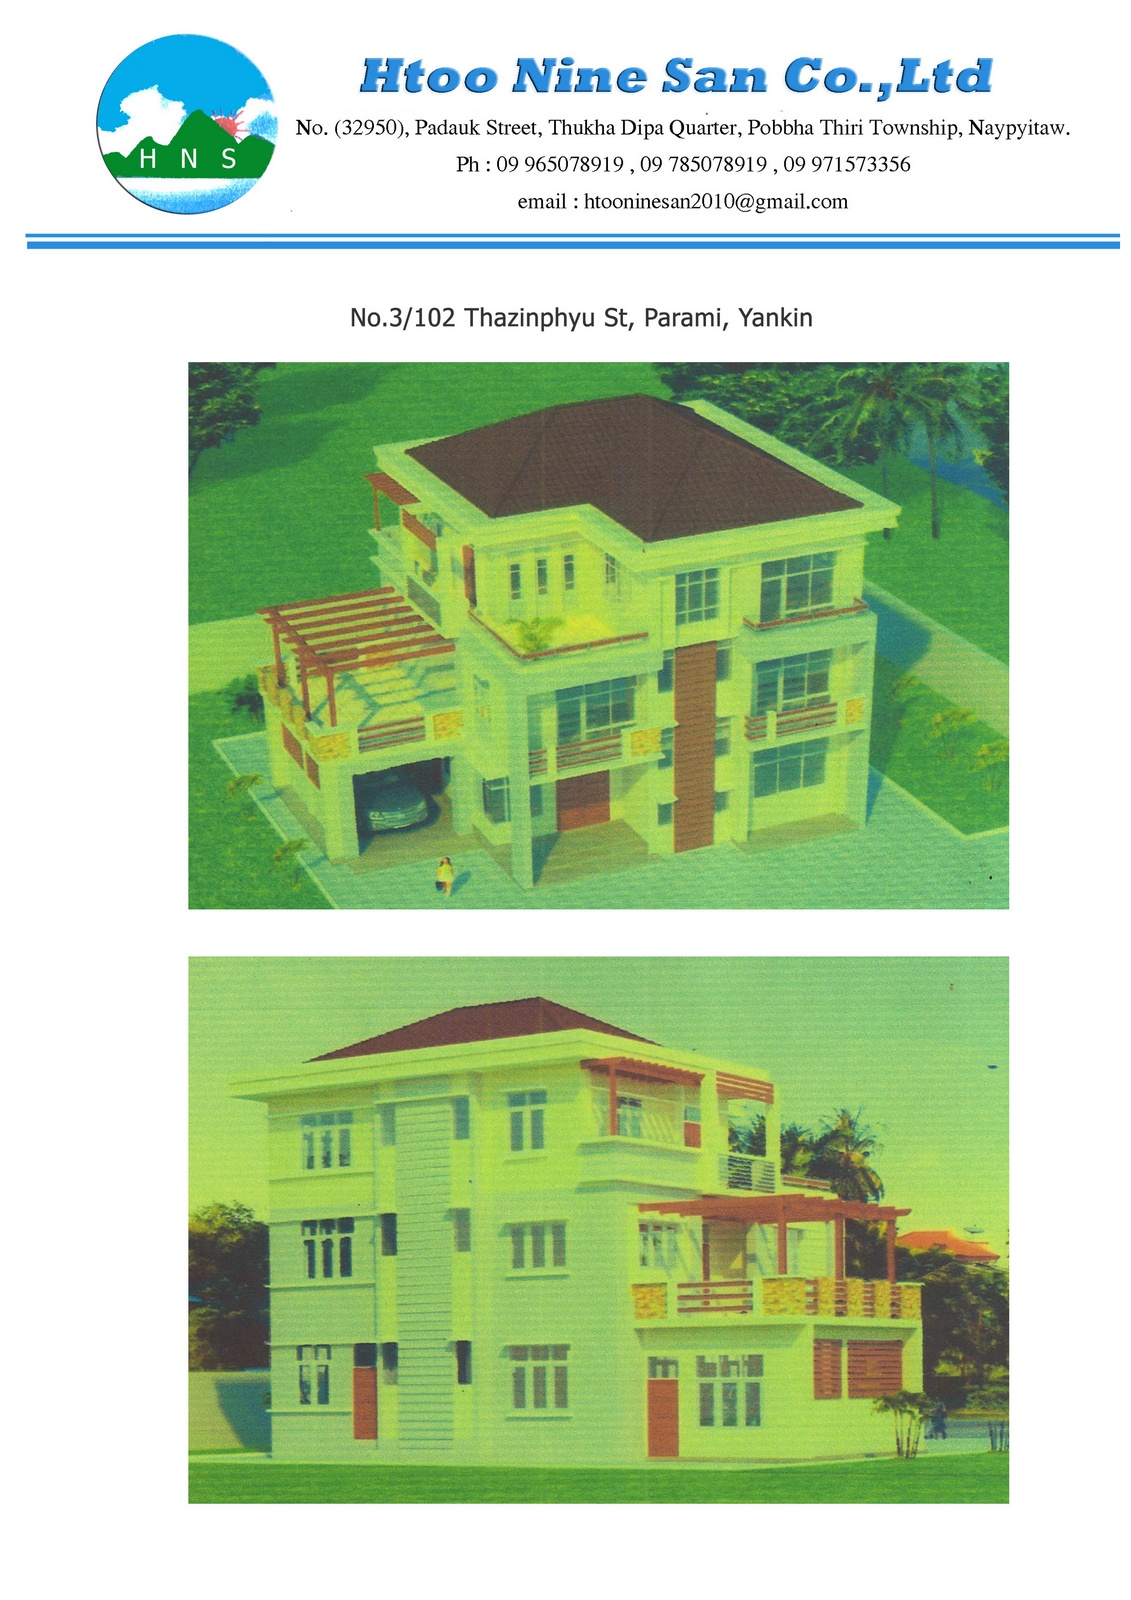 H N S
Htoo Nine San Co.,Ltd
No. (32950), Padauk Street, Thukha Dipa Quarter, Pobbha Thiri Township, Naypyitaw.
Ph : 09 965078919 , 09 785078919 , 09 971573356
email : htooninesan2010@gmail.com
No.3/102 Thazinphyu St, Parami, Yankin